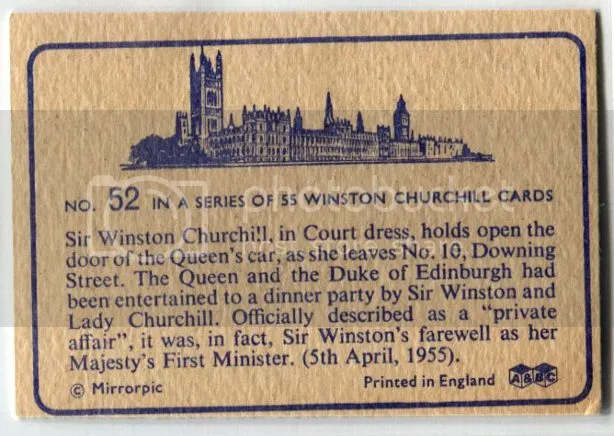 NO. 52 IN A SERIES OF 55 WINSTON CHURCHILL CARDS
Sir Winston Churchill, in Court dress, holds open the
door of the Queen's car, as she leaves No. 10, Downing
Street. The Queen and the Duke of Edinburgh had
been entertained to a dinner party by Sir Winston and
Lady Churchill. Officially described as a "private
affair", it was, in fact, Sir Winston's farewell as her
Majesty's First Minister. (5th April, 1955).
© Mirrorpic
Printed in England
A&BC
photobucket